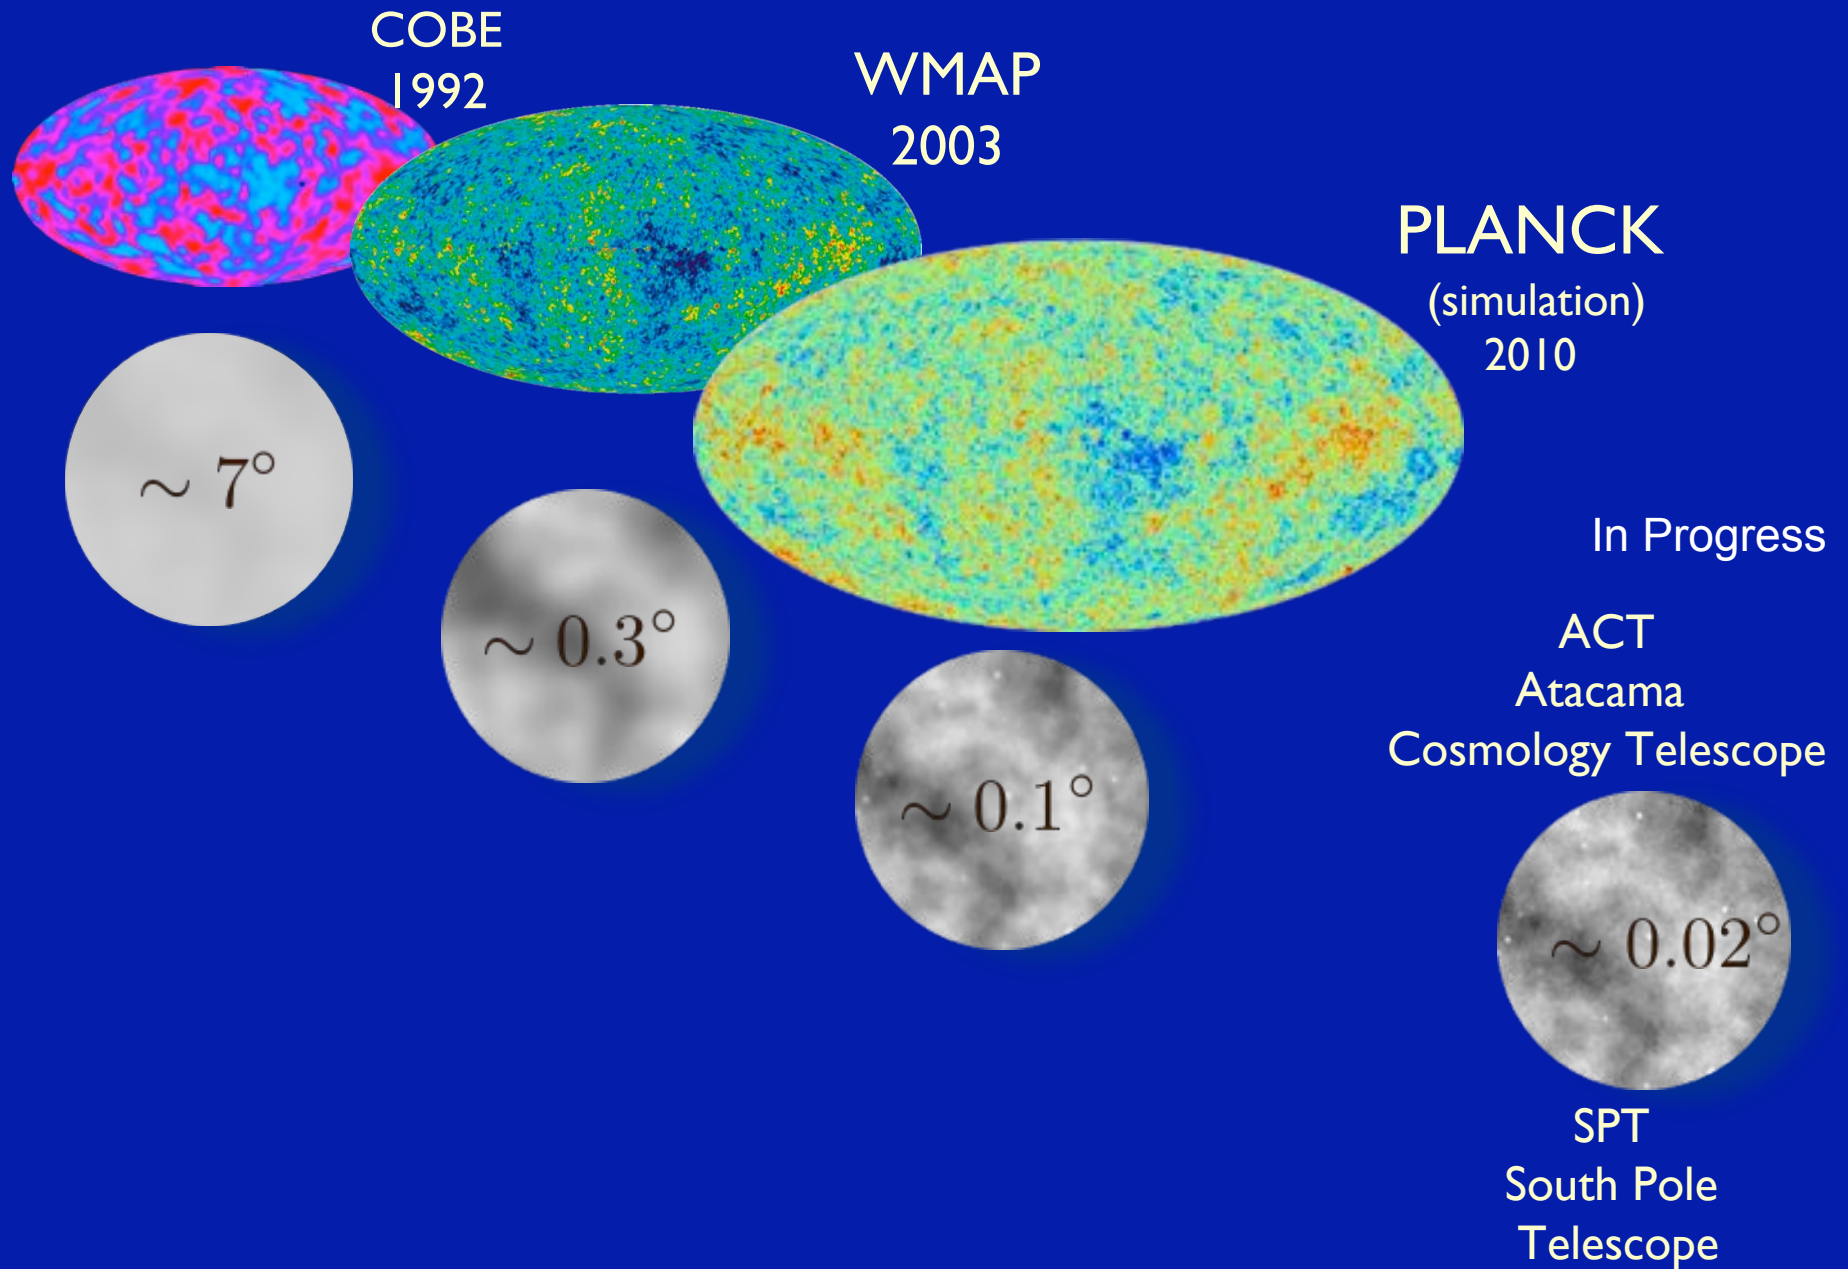 COBE
1992
WMAP
2003
PLANCK
(simulation)
2010
∼ 7°
∼ 0.3°
∼ 0.1°
In Progress
ACT
Atacama
Cosmology Telescope
∼ 0.02°
SPT
South Pole
Telescope